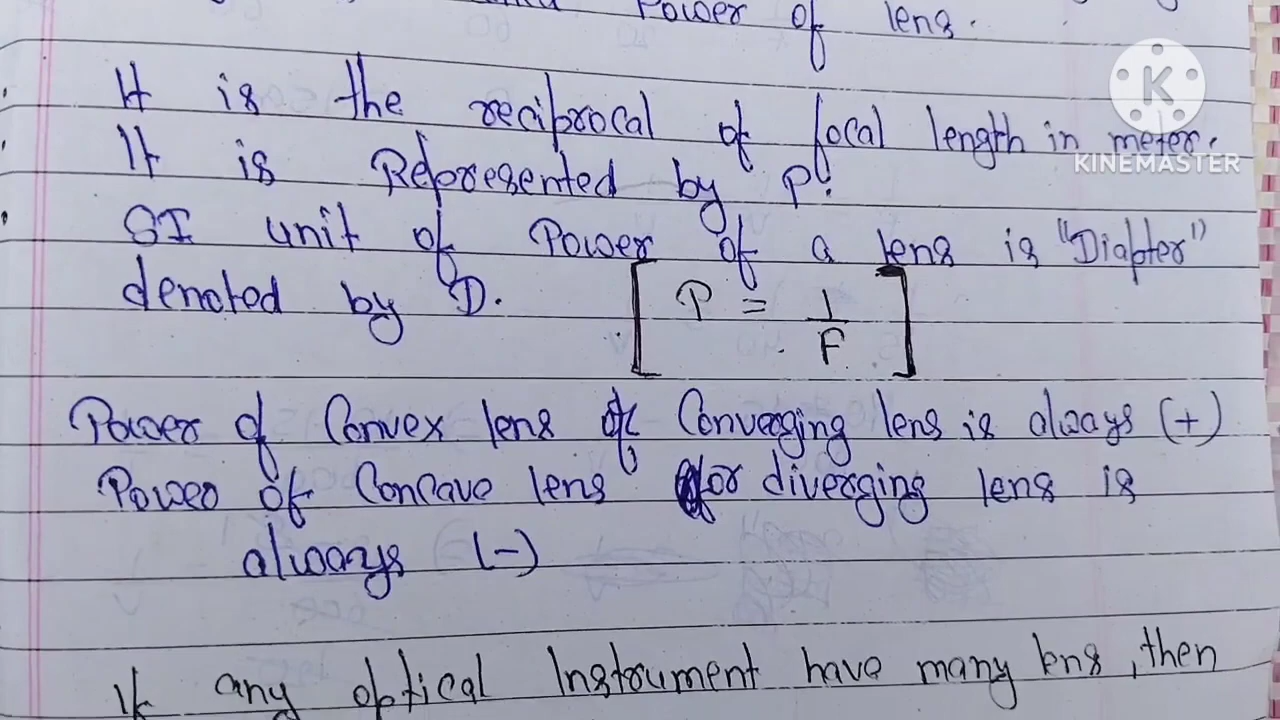 Power of lens.
It is the reciprocal of focal length in meter.
It is Represented by P.
SI unit of Power of a lens is "Diapter"
denoted by D. [P = 1/F]
Power of Convex lens of Converging lens is always (+)
Power of Concave lens or diverging lens is
always (-)
If any optical Instrument have many lens, then
K
KINEMASTER